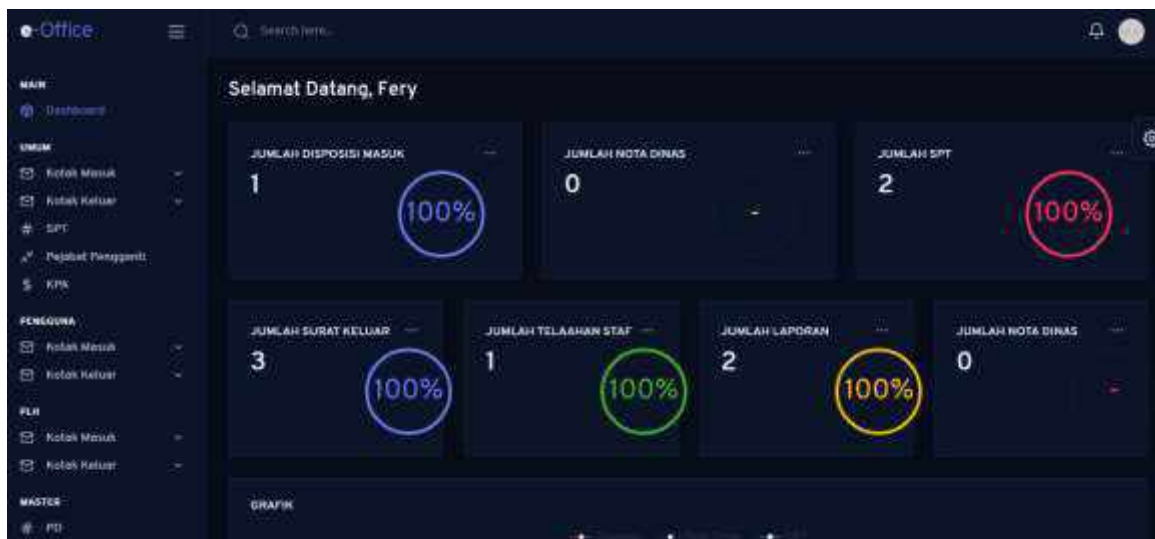 e-Office
Search here...
MAIN
Dashboard
UMUM
Kotak Masuk
Kotak Keluar
# SPT
Pejabat Pengganti
$ KPA
PENGGUNA
Kotak Masuk
Kotak Keluar
PLH
Kotak Masuk
Kotak Keluar
MASTER
# PD
Selamat Datang, Fery
JUMLAH DISPOSISI MASUK
1
100%
JUMLAH NOTA DINAS
0
-
JUMLAH SPT
2
100%
JUMLAH SURAT KELUAR
3
100%
JUMLAH TELAAHAN STAF
1
100%
JUMLAH LAPORAN
2
100%
JUMLAH NOTA DINAS
0
-
GRAFIK